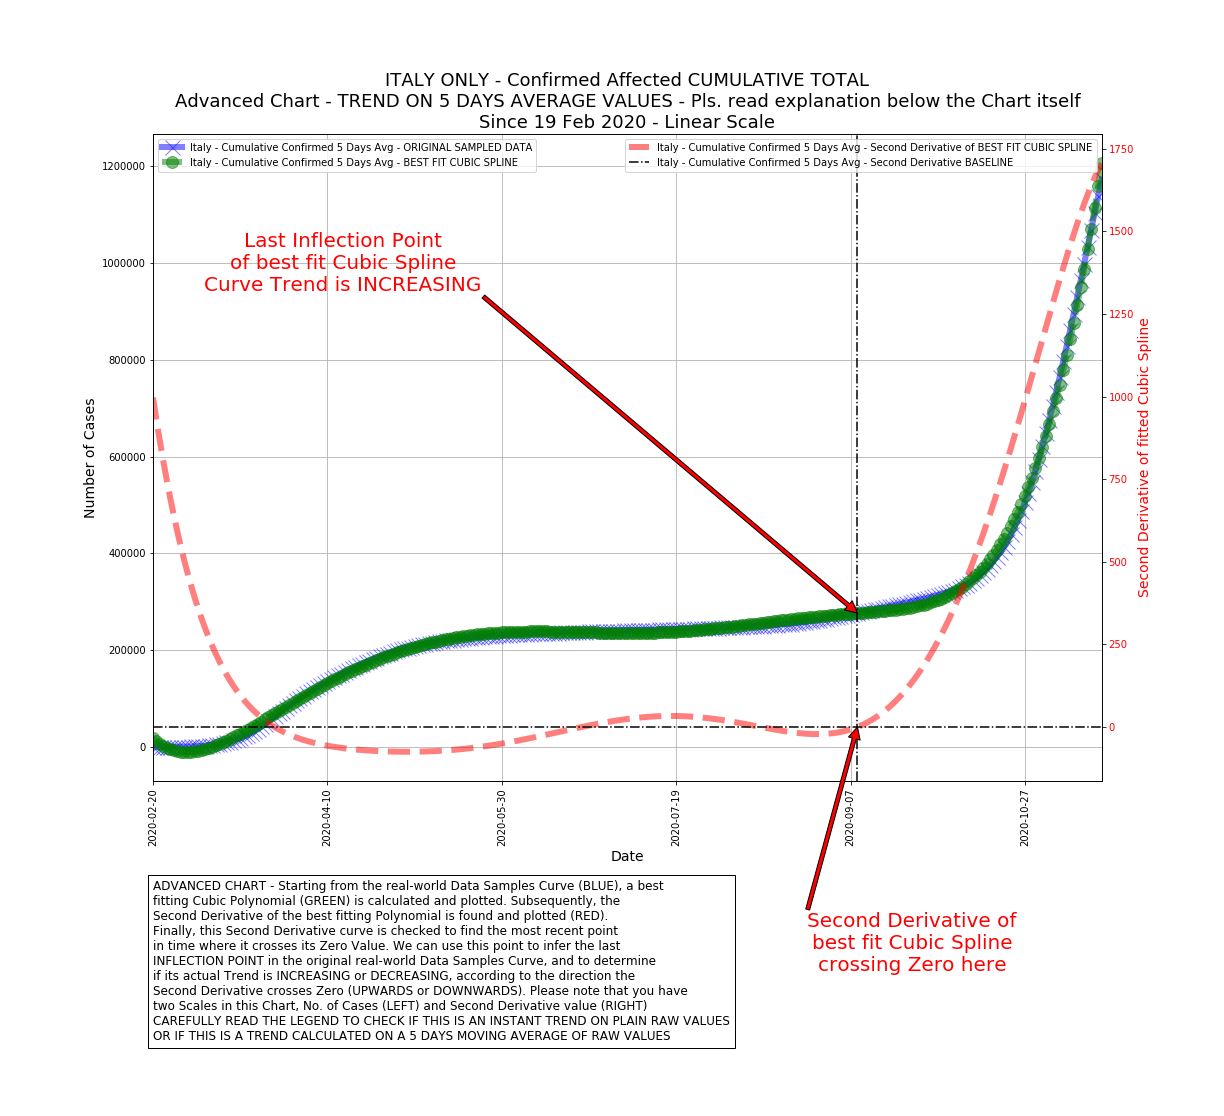 ITALY ONLY - Confirmed Affected CUMULATIVE TOTAL
Advanced Chart - TREND ON 5 DAYS AVERAGE VALUES - Pls. read explanation below the Chart itself
Since 19 Feb 2020 - Linear Scale
Italy - Cumulative Confirmed 5 Days Avg - ORIGINAL SAMPLED DATA
Italy - Cumulative Confirmed 5 Days Avg - BEST FIT CUBIC SPLINE
Italy - Cumulative Confirmed 5 Days Avg - Second Derivative of BEST FIT CUBIC SPLINE
Italy - Cumulative Confirmed 5 Days Avg - Second Derivative BASELINE
Last Inflection Point
of best fit Cubic Spline
Curve Trend is INCREASING
Number of Cases
1200000
1000000
800000
600000
400000
200000
0
1750
1500
1250
1000
750
500
250
0
Second Derivative of fitted Cubic Spline
2020-02-20
2020-04-10
2020-05-30
2020-07-19
2020-09-07
2020-10-27
Date
ADVANCED CHART - Starting from the real-world Data Samples Curve (BLUE), a best
fitting Cubic Polynomial (GREEN) is calculated and plotted. Subsequently, the
Second Derivative of the best fitting Polynomial is found and plotted (RED).
Finally, this Second Derivative curve is checked to find the most recent point
in time where it crosses its Zero Value. We can use this point to infer the last
INFLECTION POINT in the original real-world Data Samples Curve, and to determine
if its actual Trend is INCREASING or DECREASING, according to the direction the
Second Derivative crosses Zero (UPWARDS or DOWNWARDS). Please note that you have
two Scales in this Chart, No. of Cases (LEFT) and Second Derivative value (RIGHT)
CAREFULLY READ THE LEGEND TO CHECK IF THIS IS AN INSTANT TREND ON PLAIN RAW VALUES
OR IF THIS IS A TREND CALCULATED ON A 5 DAYS MOVING AVERAGE OF RAW VALUES
Second Derivative of
best fit Cubic Spline
crossing Zero here